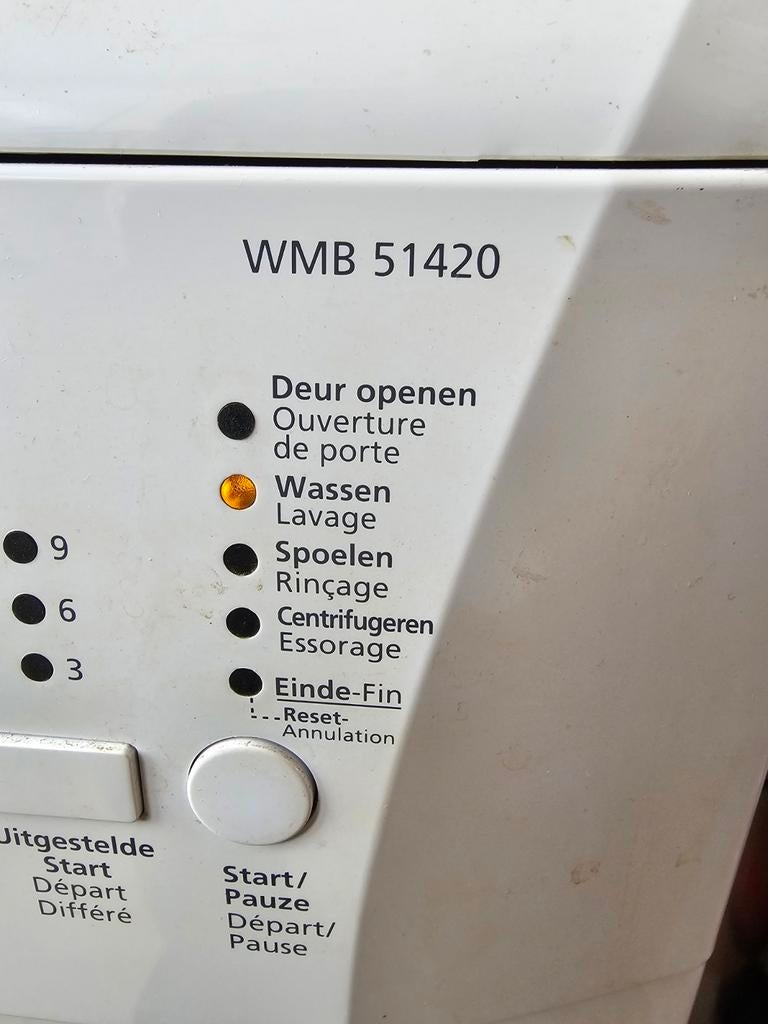 WMB 51420
Deur openen
Ouverture
de porte
Wassen
Lavage
9
Spoelen
Rinçage
6
Centrifugeren
Essorage
3
Einde-Fin
Reset-
Annulation
Uitgestelde
Start
Départ
Différé
Start/
Pauze
Départ/
Pause